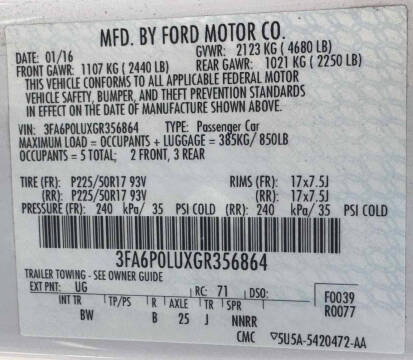 MFD. BY FORD MOTOR CO.
DATE: 01/16 GVWR: 2123 KG (4680 LB)
FRONT GAWR: 1107 KG (2440 LB) REAR GAWR: 1021 KG (2250 LB)
THIS VEHICLE CONFORMS TO ALL APPLICABLE FEDERAL MOTOR
VEHICLE SAFETY, BUMPER, AND THEFT PREVENTION STANDARDS
IN EFFECT ON THE DATE OF MANUFACTURE SHOWN ABOVE.
VIN: 3FA6P0LUXGR356864 TYPE: Passenger Car
MAXIMUM LOAD = OCCUPANTS + LUGGAGE = 385KG/ 850LB
OCCUPANTS = 5 TOTAL; 2 FRONT, 3 REAR
TIRE (F): P225/50R17 93V RIMS (F): 17x7.5J
(R): P225/50R17 93V (R): 17x7.5J
PRESSURE (F): 240 kPa/ 35 PSI COLD (R): 240 kPa/ 35 PSI COLD
3FA6P0LUXGR356864
TRAILER TOWING - SEE OWNER GUIDE
EXT PNT: UG RC: 71 DSO: F0039
INT TR TP/PS R AXLE TR SPR R0077
BW B 25 J NNRR
CMC ▽5U5A-5420472-AA